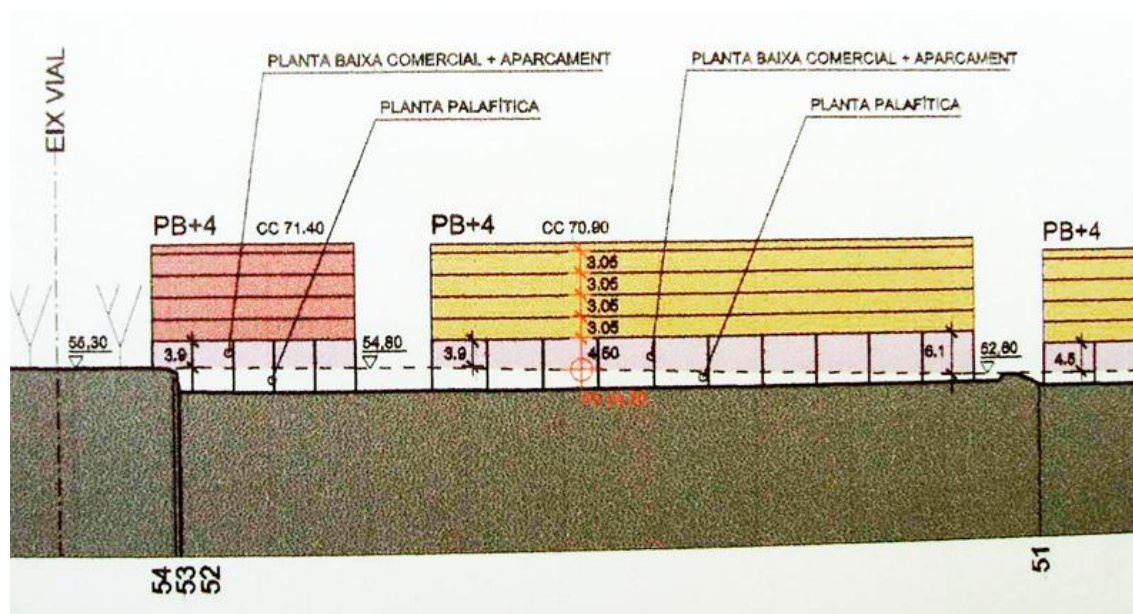 PLANTA BAIXA COMERCIAL + APARCAMENT
PLANTA BAIXA COMERCIAL + APARCAMENT
PLANTA PALAFÍTICA
PLANTA PALAFÍTICA
EIX VIAL
PB+4
CC 71.40
PB+4
CC 70.90
PB+4
3.05
3.05
3.05
3.05
55,30
3.9
54,80
3.9
4.50
6.1
52,60
4.5
54
53
52
51